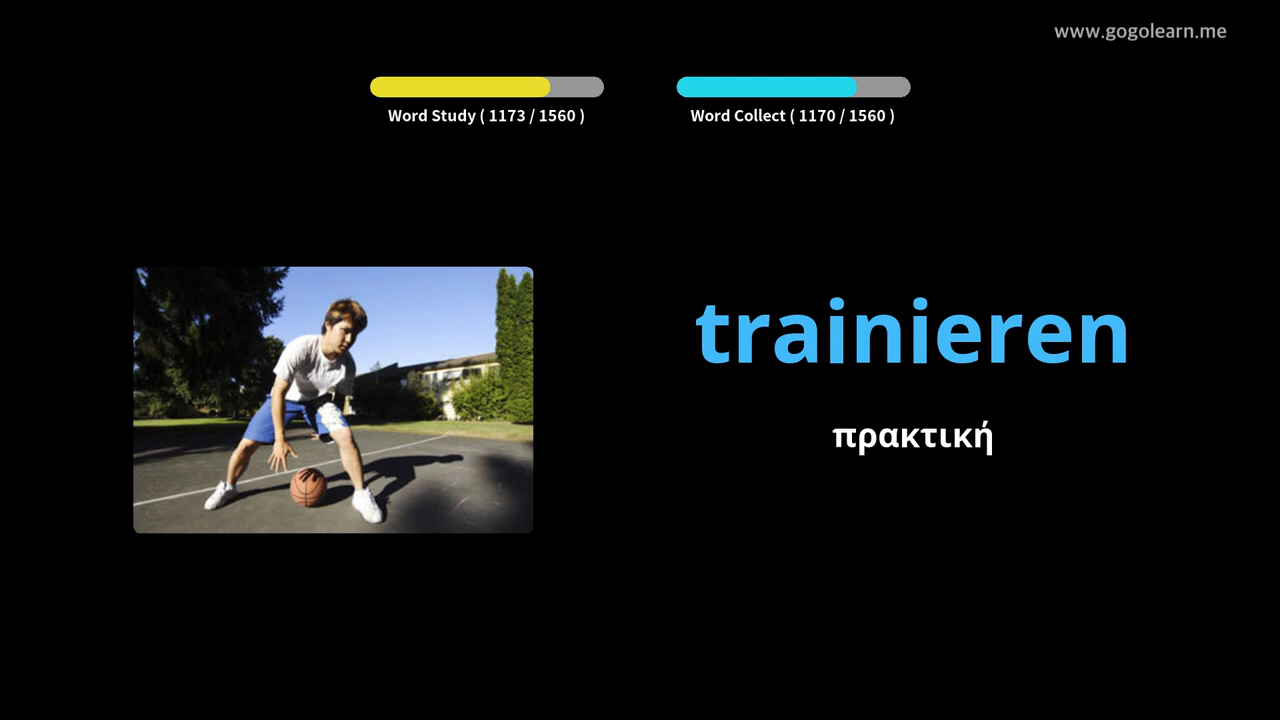 www.gogolearn.me
Word Study ( 1173 / 1560 )
Word Collect ( 1170 / 1560 )
trainieren
πρακτική